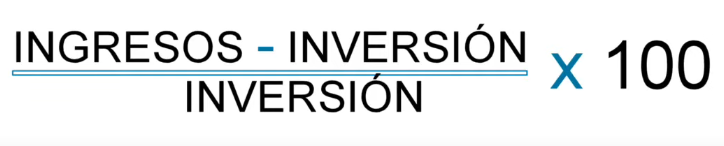 INGRESOS - INVERSIÓN
INVERSIÓN
x 100